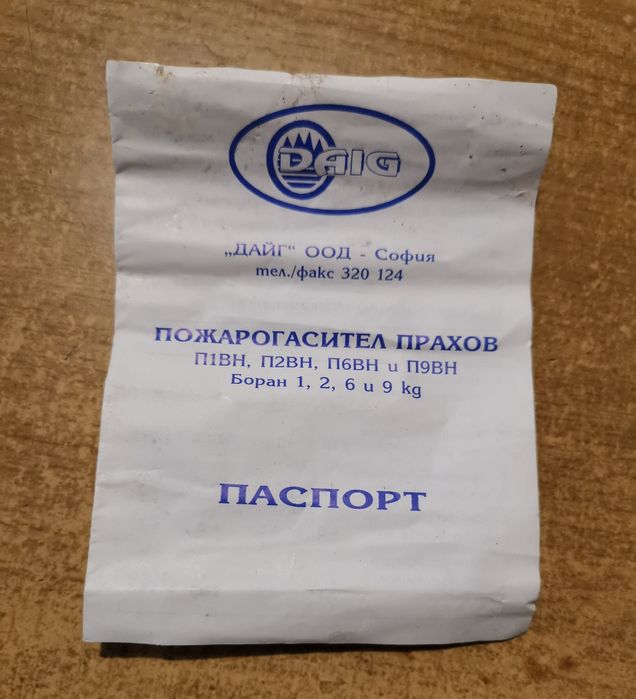 DAIG
„ДАЙГ“ ООД - София
тел./факс 320 124
ПОЖАРОГАСИТЕЛ ПРАХОВ
П1ВН, П2ВН, П6ВН и П9ВН
Боран 1, 2, 6 и 9 kg
ПАСПОРТ